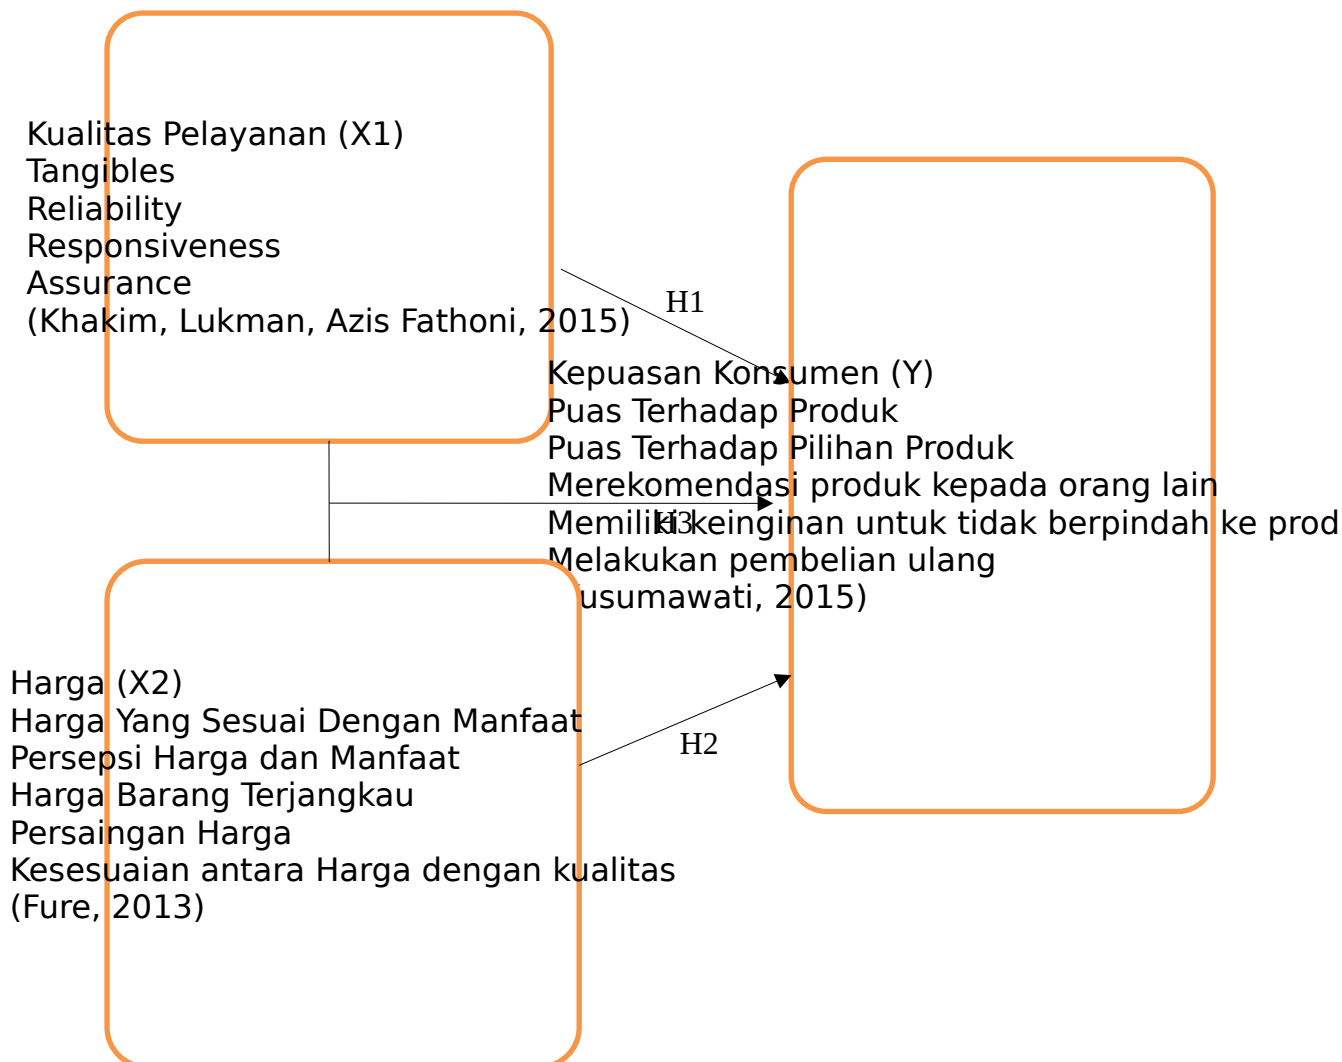 Kualitas Pelayanan (X1)
Tangibles
Reliability
Responsiveness
Assurance
(Khakim, Lukman, Azis Fathoni, 2015)
H1
Kepuasan Konsumen (Y)
Puas Terhadap Produk
Puas Terhadap Pilihan Produk
Merekomendasi produk kepada orang lain
Memiliki keinginan untuk tidak berpindah ke prod
H3
Melakukan pembelian ulang
usumawati, 2015)
Harga (X2)
Harga Yang Sesuai Dengan Manfaat
Persepsi Harga dan Manfaat
Harga Barang Terjangkau
Persaingan Harga
Kesesuaian antara Harga dengan kualitas
(Fure, 2013)
H2